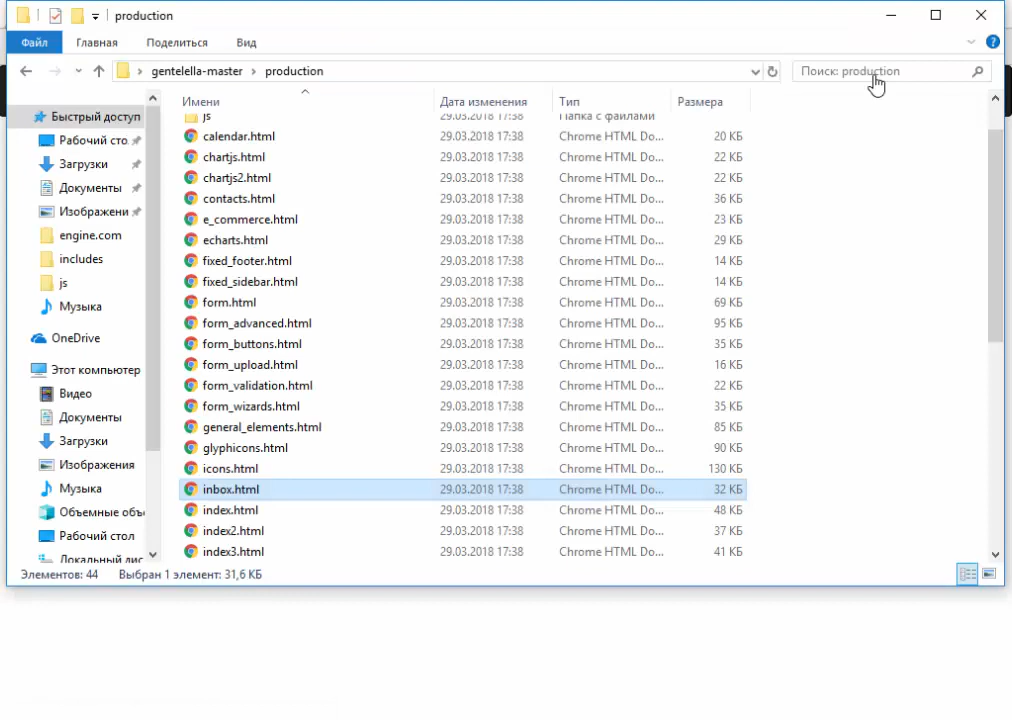 production
Файл Главная Поделиться Вид
gentelella-master production Поиск: production
Имени Дата изменения Тип Размера
js 29.03.2018 17:38 Папка с файлами
calendar.html 29.03.2018 17:38 Chrome HTML Do... 20 КБ
chartjs.html 29.03.2018 17:38 Chrome HTML Do... 22 КБ
chartjs2.html 29.03.2018 17:38 Chrome HTML Do... 22 КБ
contacts.html 29.03.2018 17:38 Chrome HTML Do... 36 КБ
e_commerce.html 29.03.2018 17:38 Chrome HTML Do... 23 КБ
echarts.html 29.03.2018 17:38 Chrome HTML Do... 29 КБ
fixed_footer.html 29.03.2018 17:38 Chrome HTML Do... 14 КБ
fixed_sidebar.html 29.03.2018 17:38 Chrome HTML Do... 14 КБ
form.html 29.03.2018 17:38 Chrome HTML Do... 69 КБ
form_advanced.html 29.03.2018 17:38 Chrome HTML Do... 95 КБ
form_buttons.html 29.03.2018 17:38 Chrome HTML Do... 35 КБ
form_upload.html 29.03.2018 17:38 Chrome HTML Do... 16 КБ
form_validation.html 29.03.2018 17:38 Chrome HTML Do... 22 КБ
form_wizards.html 29.03.2018 17:38 Chrome HTML Do... 35 КБ
general_elements.html 29.03.2018 17:38 Chrome HTML Do... 85 КБ
glyphicons.html 29.03.2018 17:38 Chrome HTML Do... 90 КБ
icons.html 29.03.2018 17:38 Chrome HTML Do... 130 КБ
inbox.html 29.03.2018 17:38 Chrome HTML Do... 32 КБ
index.html 29.03.2018 17:38 Chrome HTML Do... 48 КБ
index2.html 29.03.2018 17:38 Chrome HTML Do... 37 КБ
index3.html 29.03.2018 17:38 Chrome HTML Do... 41 КБ
Быстрый доступ
Рабочий сто
Загрузки
Документы
Изображени
engine.com
includes
js
Музыка
OneDrive
Этот компьютер
Видео
Документы
Загрузки
Изображения
Музыка
Объемные объ
Рабочий стол
Локальный дис
Элементов: 44 Выбран 1 элемент: 31,6 КБ